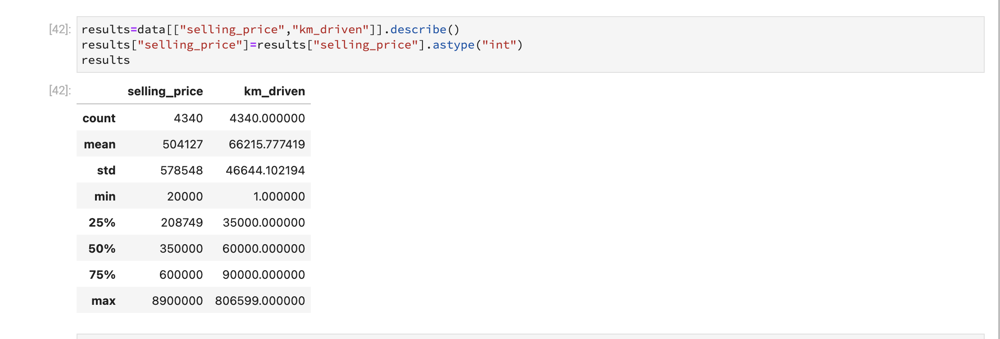 [42]: results=data[["selling_price","km_driven"]].describe()
results["selling_price"]=results["selling_price"].astype("int")
results
[42]: selling_price km_driven
count 4340 4340.000000
mean 504127 66215.777419
std 578548 46644.102194
min 20000 1.000000
25% 208749 35000.000000
50% 350000 60000.000000
75% 600000 90000.000000
max 8900000 806599.000000